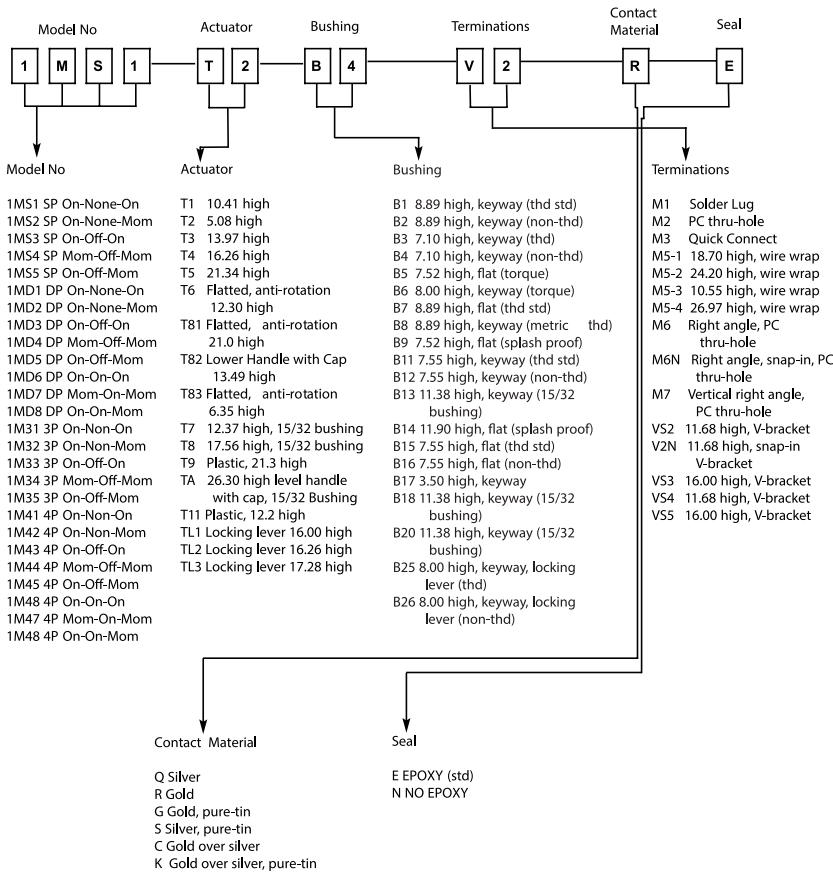 Model No Actuator Bushing Terminations Contact Material Seal
1 M S 1 T 2 B 4 V 2 R E
Model No
1MS1 SP On-None-On
1MS2 SP On-None-Mom
1MS3 SP On-Off-On
1MS4 SP Mom-Off-Mom
1MS5 SP On-Off-Mom
1MD1 DP On-None-On
1MD2 DP On-None-Mom
1MD3 DP On-Off-On
1MD4 DP Mom-Off-Mom
1MD5 DP On-Off-Mom
1MD6 DP On-On-On
1MD7 DP Mom-On-Mom
1MD8 DP On-On-Mom
1M31 3P On-Non-On
1M32 3P On-Non-Mom
1M33 3P On-Off-On
1M34 3P Mom-Off-Mom
1M35 3P On-Off-Mom
1M41 4P On-Non-On
1M42 4P On-Non-Mom
1M43 4P On-Off-On
1M44 4P Mom-Off-Mom
1M45 4P On-Off-Mom
1M48 4P On-On-On
1M47 4P Mom-On-Mom
1M48 4P On-On-Mom
Actuator
T1 10.41 high
T2 5.08 high
T3 13.97 high
T4 16.26 high
T5 21.34 high
T6 Flatted, anti-rotation
12.30 high
T81 Flatted, anti-rotation
21.0 high
T82 Lower Handle with Cap
13.49 high
T83 Flatted, anti-rotation
6.35 high
T7 12.37 high, 15/32 bushing
T8 17.56 high, 15/32 bushing
T9 Plastic, 21.3 high
TA 26.30 high level handle
with cap, 15/32 Bushing
T11 Plastic, 12.2 high
TL1 Locking lever 16.00 high
TL2 Locking lever 16.26 high
TL3 Locking lever 17.28 high
Bushing
B1 8.89 high, keyway (thd std)
B2 8.89 high, keyway (non-thd)
B3 7.10 high, keyway (thd)
B4 7.10 high, keyway (non-thd)
B5 7.52 high, flat (torque)
B6 8.00 high, keyway (torque)
B7 8.89 high, flat (thd std)
B8 8.89 high, keyway (metric thd)
B9 7.52 high, flat (splash proof)
B11 7.55 high, keyway (thd std)
B12 7.55 high, keyway (non-thd)
B13 11.38 high, keyway (15/32
bushing)
B14 11.90 high, flat (splash proof)
B15 7.55 high, flat (thd std)
B16 7.55 high, flat (non-thd)
B17 3.50 high, keyway
B18 11.38 high, keyway (15/32
bushing)
B20 11.38 high, keyway (15/32
bushing)
B25 8.00 high, keyway, locking
lever (thd)
B26 8.00 high, keyway, locking
lever (non-thd)
Terminations
M1 Solder Lug
M2 PC thru-hole
M3 Quick Connect
M5-1 18.70 high, wire wrap
M5-2 24.20 high, wire wrap
M5-3 10.55 high, wire wrap
M5-4 26.97 high, wire wrap
M6 Right angle, PC
thru-hole
M6N Right angle, snap-in, PC
thru-hole
M7 Vertical right angle,
PC thru-hole
VS2 11.68 high, V-bracket
V2N 11.68 high, snap-in
V-bracket
VS3 16.00 high, V-bracket
VS4 11.68 high, V-bracket
VS5 16.00 high, V-bracket
Contact Material
Q Silver
R Gold
G Gold, pure-tin
S Silver, pure-tin
C Gold over silver
K Gold over silver, pure-tin
Seal
E EPOXY (std)
N NO EPOXY